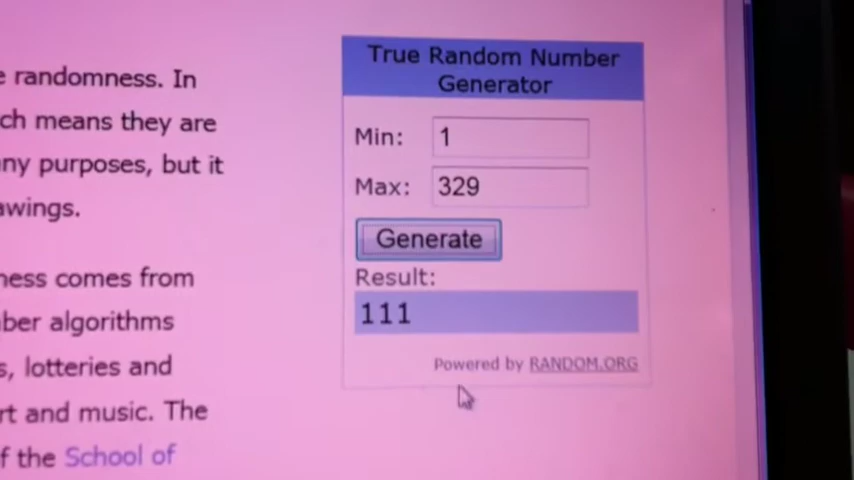 e randomness. In
ch means they are
ny purposes, but it
awings.
ness comes from
ber algorithms
s, lotteries and
rt and music. The
f the School of
True Random Number
Generator
Min: 1
Max: 329
Generate
Result:
111
Powered by RANDOM.ORG